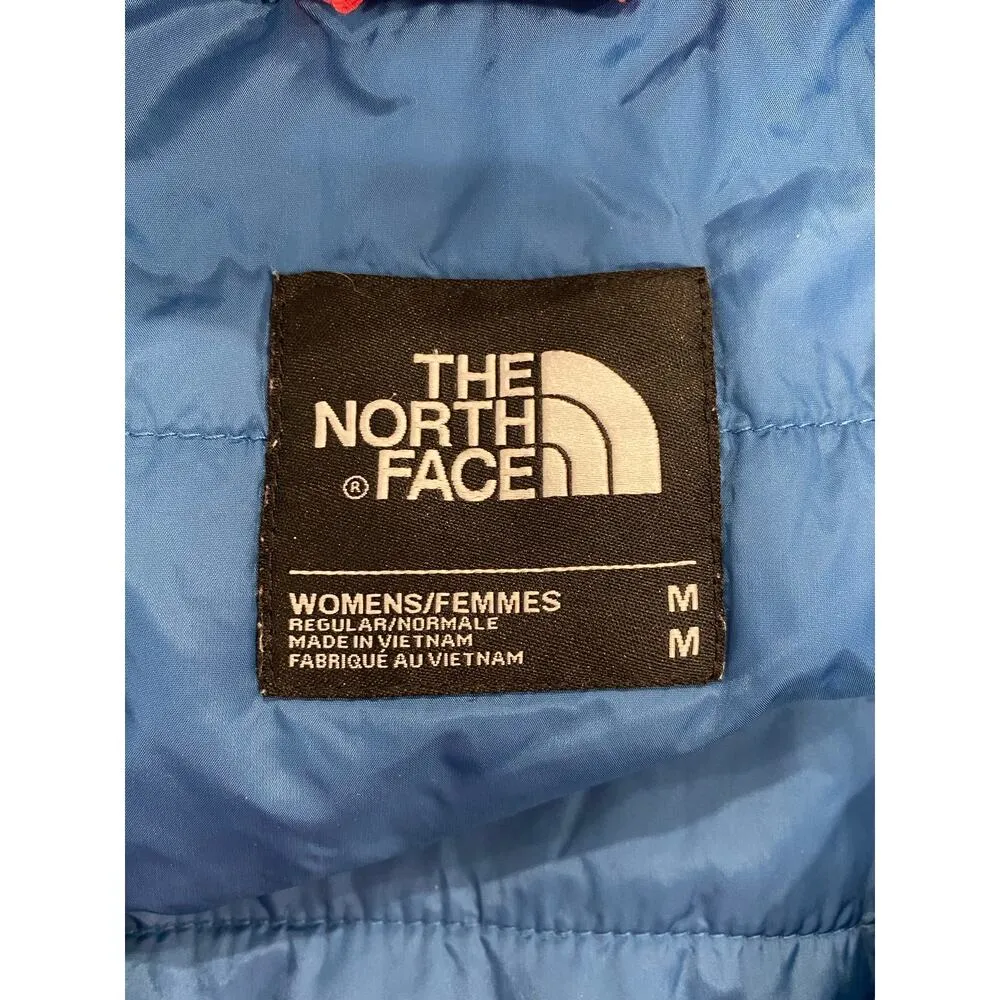 THE
NORTH
® FACE
WOMENS/FEMMES M
REGULAR/NORMALE
MADE IN VIETNAM M
FABRIQUÉ AU VIETNAM